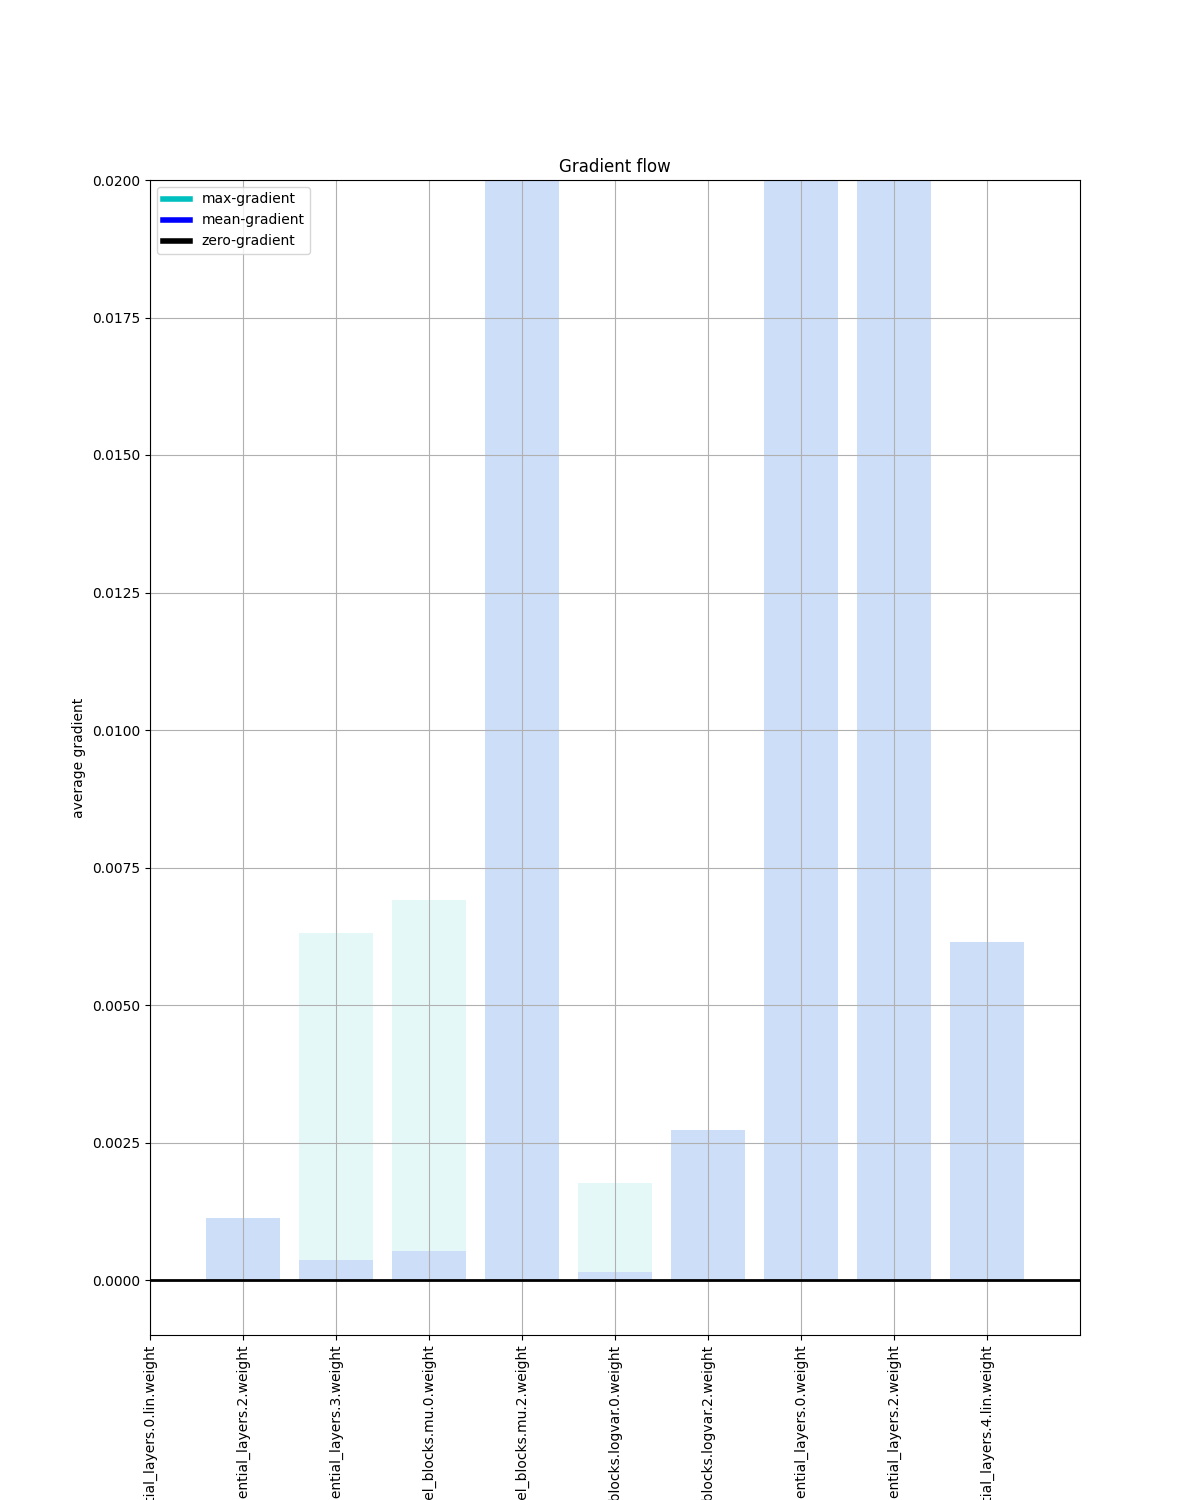 Gradient flow
max-gradient
mean-gradient
zero-gradient
average gradient
0.0200
0.0175
0.0150
0.0125
0.0100
0.0075
0.0050
0.0025
0.0000
tial_layers.0.lin.weight
ential_layers.2.weight
ential_layers.3.weight
el_blocks.mu.0.weight
el_blocks.mu.2.weight
blocks.logvar.0.weight
blocks.logvar.2.weight
ential_layers.0.weight
ential_layers.2.weight
tial_layers.4.lin.weight